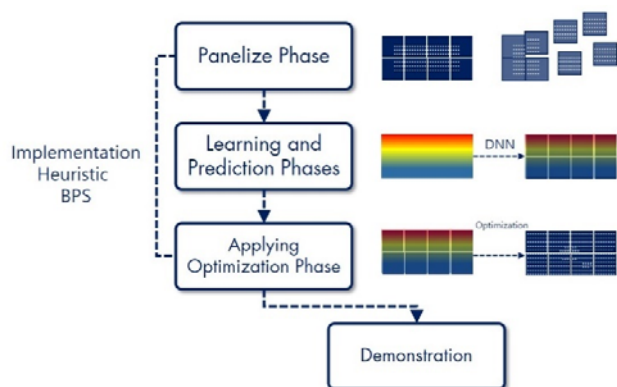 Panelize Phase
Implementation
Heuristic
BPS
Learning and
Prediction Phases
DNN
Applying
Optimization Phase
Optimization
Demonstration